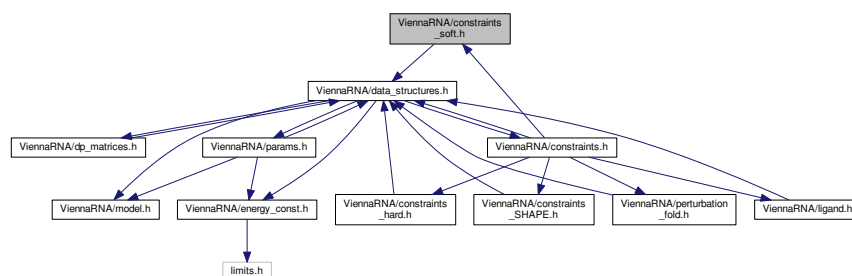 ViennaRNA/constraints
_soft.h
ViennaRNA/data_structures.h
ViennaRNA/dp_matrices.h
ViennaRNA/params.h
ViennaRNA/constraints.h
ViennaRNA/model.h
ViennaRNA/energy_const.h
ViennaRNA/constraints
_hard.h
ViennaRNA/constraints
_SHAPE.h
ViennaRNA/perturbation
_fold.h
ViennaRNA/ligand.h
limits.h